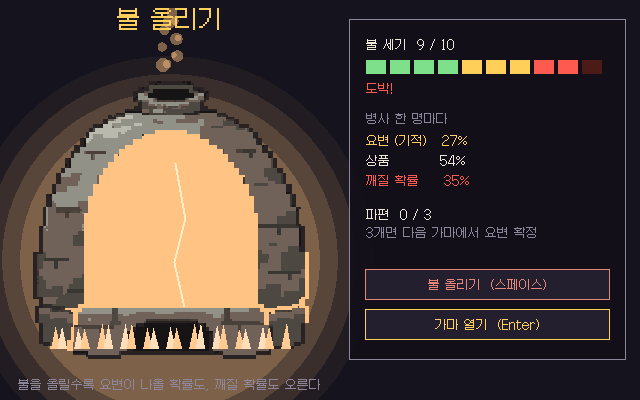 불 올리기
불 세기 9 / 10
도박!
병사 한 명마다
요변 (기적) 27%
상품 54%
깨질 확률 35%
파편 0 / 3
3개면 다음 가마에서 요변 확정
불 올리기 (스페이스)
가마 열기 (Enter)
불을 올릴수록 요변이 나올 확률도, 깨질 확률도 오른다